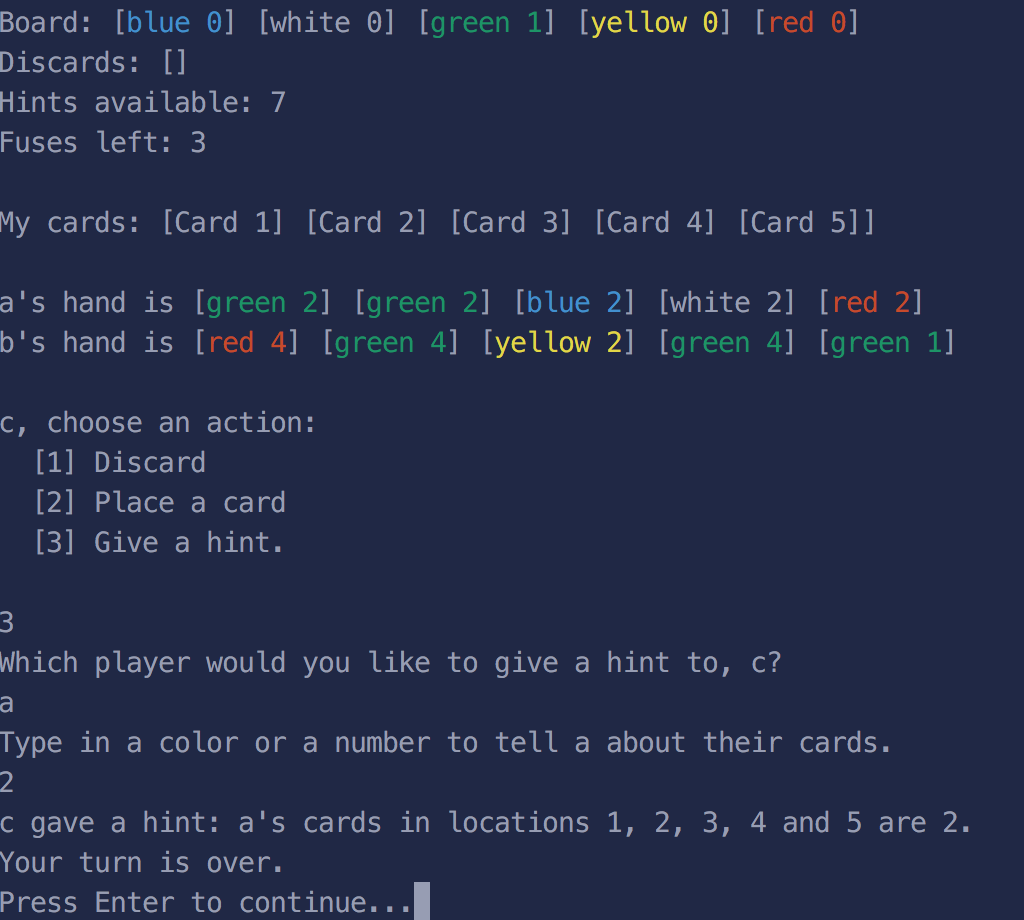 Board: [blue 0] [white 0] [green 1] [yellow 0] [red 0]
Discards: []
Hints available: 7
Fuses left: 3
My cards: [Card 1] [Card 2] [Card 3] [Card 4] [Card 5]]
a's hand is [green 2] [green 2] [blue 2] [white 2] [red 2]
b's hand is [red 4] [green 4] [yellow 2] [green 4] [green 1]
c, choose an action:
[1] Discard
[2] Place a card
[3] Give a hint.
3
Which player would you like to give a hint to, c?
a
Type in a color or a number to tell a about their cards.
2
c gave a hint: a's cards in locations 1, 2, 3, 4 and 5 are 2.
Your turn is over.
Press Enter to continue...